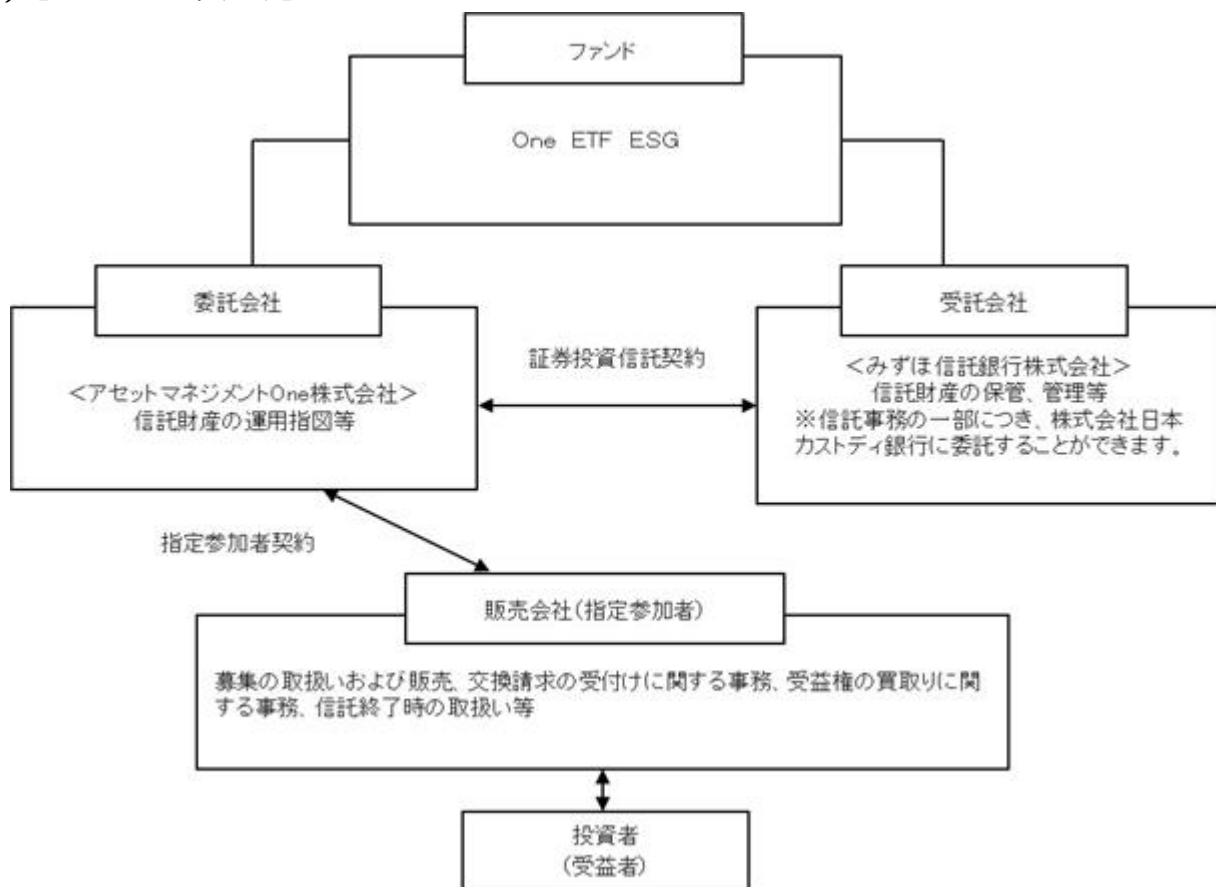 ファンド
One ETF ESG
委託会社
<アセットマネジメントOne株式会社>
信託財産の運用指図等
証券投資信託契約
受託会社
<みずほ信託銀行株式会社>
信託財産の保管、管理等
※信託事務の一部につき、株式会社日本
カストディ銀行に委託することができます。
指定参加者契約
販売会社(指定参加者)
募集の取扱いおよび販売、交換請求の受付けに関する事務、受益権の買取りに関
する事務、信託終了時の取扱い等
投資者
(受益者)